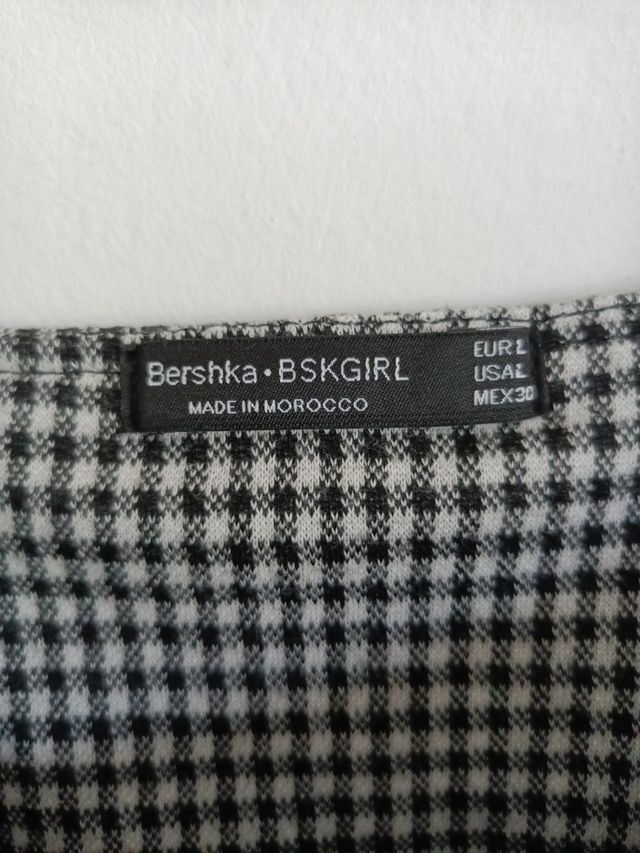 Bershka • BSKGIRL
MADE IN MOROCCO
EUR L
USA L
MEX 30